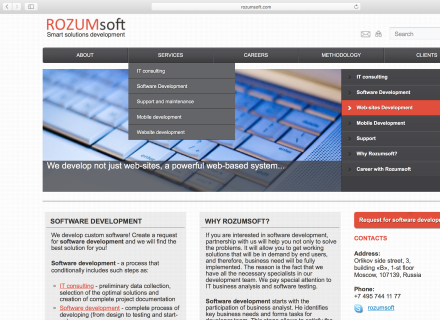 rozumsoft.com
ROZUMsoft
Smart solutions development
Search
ABOUT
SERVICES
CAREERS
METHODOLOGY
CLIENTS
IT consulting
Software Development
Support and maintenance
Mobile development
Website development
IT consulting
Software Development
Web-sites Development
Mobile Development
Support
Why Rozumsoft?
Career with Rozumsoft
We develop not just web-sites, a powerful web-based system...
SOFTWARE DEVELOPMENT
We develop custom software! Create a request
for software development and we will find the
best solution for you!
Software development - a process that
conditionally includes such steps as:
IT consulting - preliminary data collection,
selection of the optimal solutions and
creation of complete project documentation
Software development - complete process of
developing (from design to testing and start-
WHY ROZUMSOFT?
If you are interested in software development,
partnership with us will help you not only to solve
the problems. It will allow you to get working
solutions that will be in demand by end users,
and therefore, business need will be fully
implemented. The reason is the fact that we
have all the necessary specialists in our
development team. We pay special attention to
IT business analysis and software testing.
Software development starts with the
participation of business analyst. He identifies
key business needs and forms tasks for
Request for software develop
CONTACTS
Address:
Ordkov side street, 3,
building «B», 1-st floor
Moscow, 107139, Russia
Phone:
+7 495 744 11 77
rozumsoft